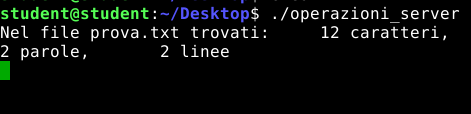 student@student:~/Desktop$ ./operazioni_server
Nel file prova.txt trovati:     12 caratteri,
2 parole,       2 linee